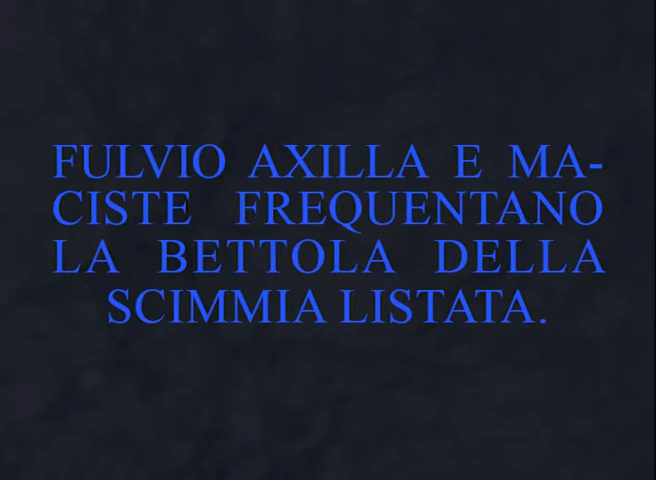 FULVIO AXILLA E MA-
CISTE FREQUENTANO
LA BETTOLA DELLA
SCIMMIA LISTATA.